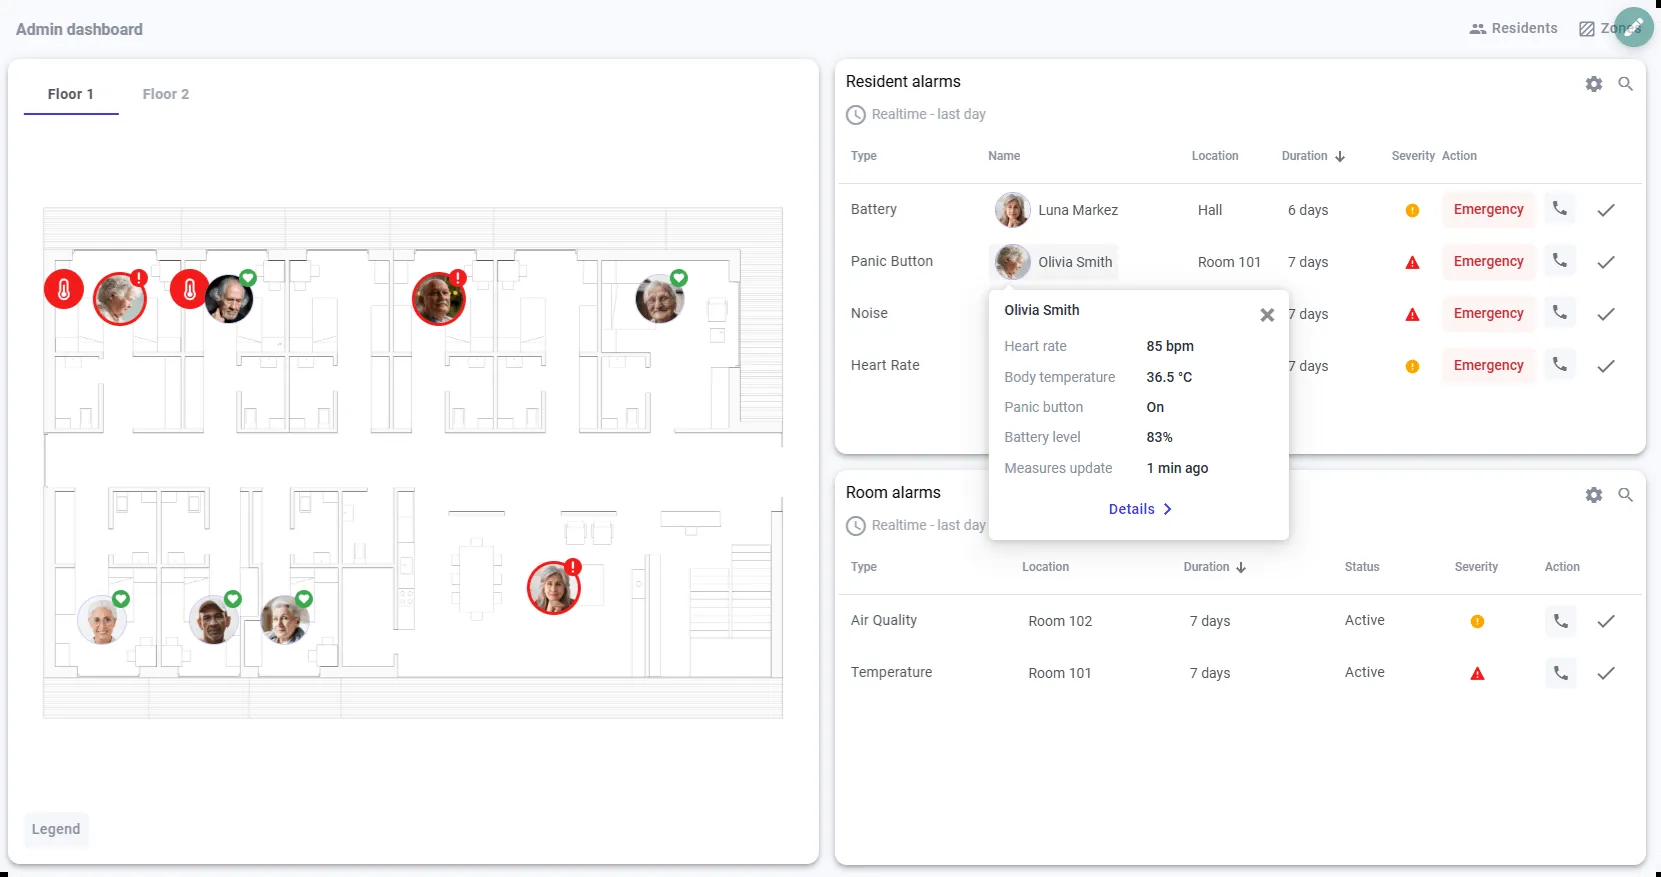 Admin dashboard
Residents
Zones
Floor 1
Floor 2
Legend
Resident alarms
Realtime - last day
Type Name Location Duration Severity Action
Battery Luna Markez Hall 6 days Emergency
Panic Button Olivia Smith Room 101 7 days Emergency
Noise 7 days Emergency
Heart Rate 7 days Emergency
Olivia Smith
Heart rate 85 bpm
Body temperature 36.5 °C
Panic button On
Battery level 83%
Measures update 1 min ago
Details
Room alarms
Realtime - last day
Type Location Duration Status Severity Action
Air Quality Room 102 7 days Active
Temperature Room 101 7 days Active